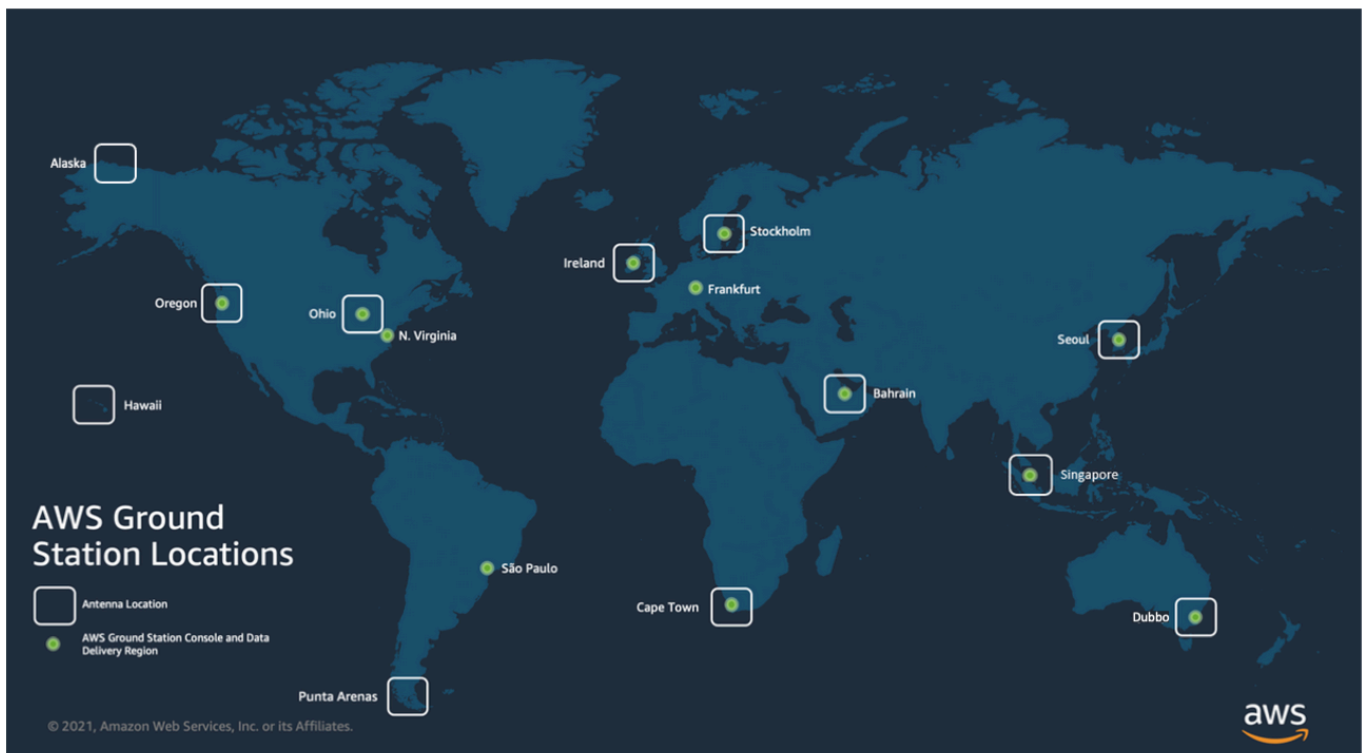 Alaska
Stockholm
Ireland
Frankfurt
Oregon
Ohio
N. Virginia
Seoul
Hawaii
Bahrain
Singapore
AWS Ground
Station Locations
São Paulo
Antenna Location
Cape Town
Dubbo
AWS Ground Station Console and Data
Delivery Region
Punta Arenas
© 2021, Amazon Web Services, Inc. or its Affiliates.
aws